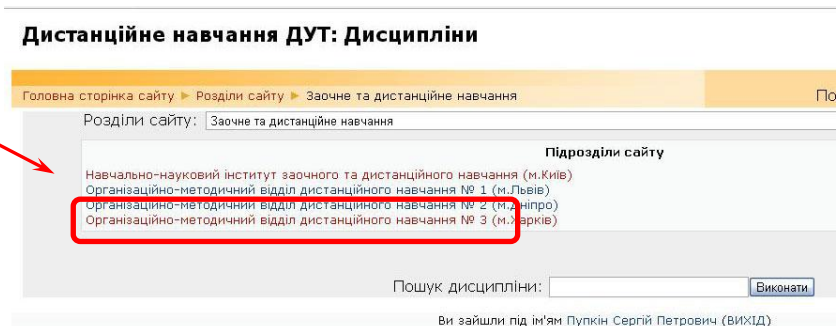 Дистанційне навчання ДУТ: Дисципліни
Головна сторінка сайту ► Розділи сайту ► Заочне та дистанційне навчання По
Розділи сайту: Заочне та дистанційне навчання
Підрозділи сайту
Навчально-науковий інститут заочного та дистанційного навчання (м.Київ)
Організаційно-методичний відділ дистанційного навчання № 1 (м.Львів)
Організаційно-методичний відділ дистанційного навчання № 2 (м.Дніпро)
Організаційно-методичний відділ дистанційного навчання № 3 (м.Харків)
Пошук дисципліни: Виконати
Ви зайшли під ім'ям Пупкін Сергій Петрович (ВИХІД)